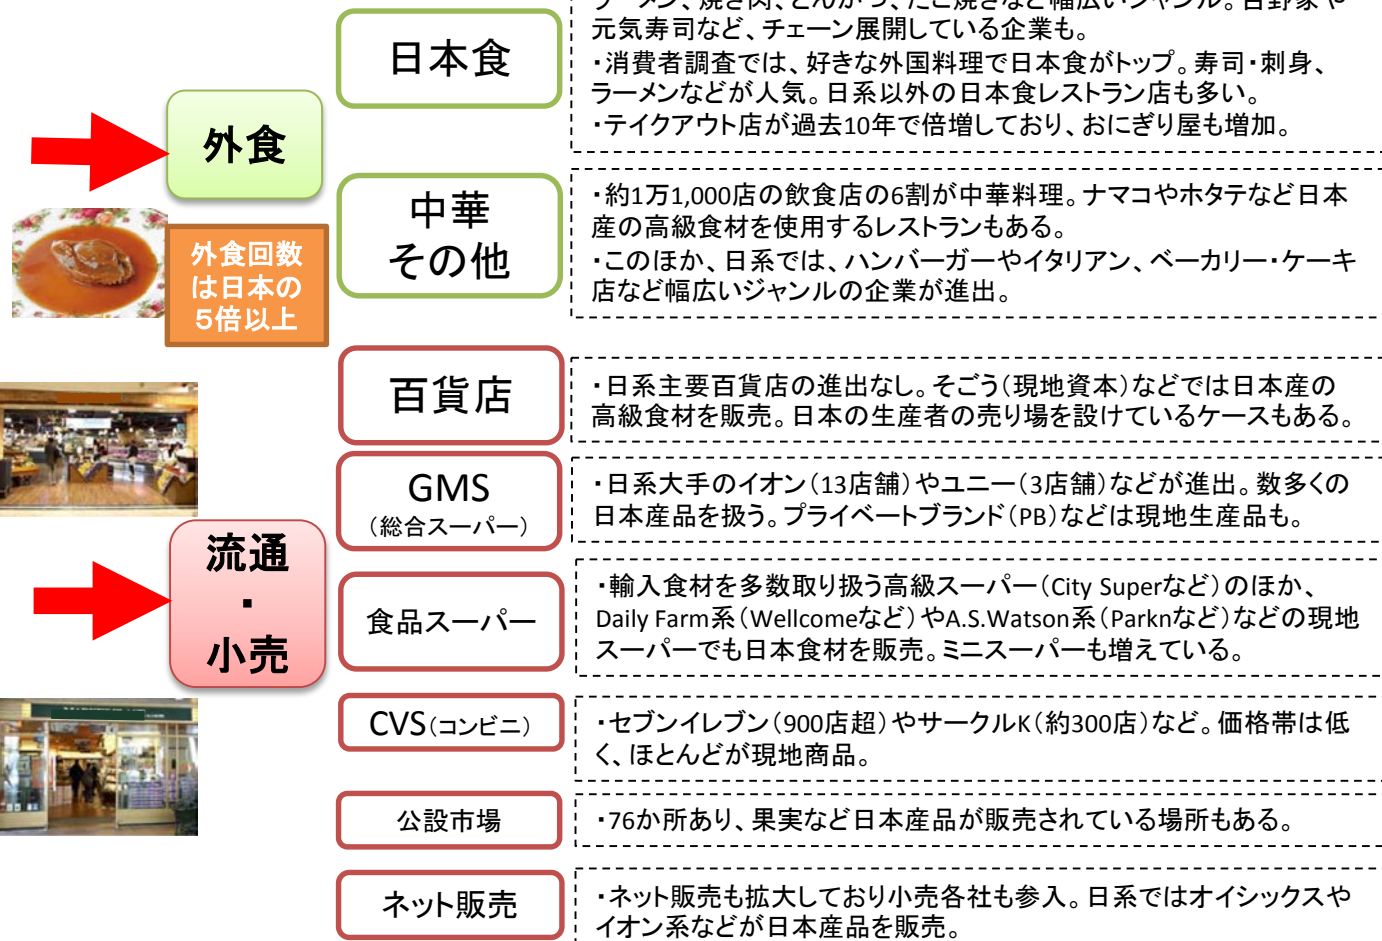 ラーメン、焼き肉、とんかつ、たこ焼きなど幅広いジャンル。吉野家や
元気寿司など、チェーン展開している企業も。
・消費者調査では、好きな外国料理で日本食がトップ。寿司・刺身、
ラーメンなどが人気。日系以外の日本食レストラン店も多い。
・テイクアウト店が過去10年で倍増しており、おにぎり屋も増加。
日本食
外食
中華
その他
・約1万1,000店の飲食店の6割が中華料理。ナマコやホタテなど日本
産の高級食材を使用するレストランもある。
・このほか、日系では、ハンバーガーやイタリアン、ベーカリー・ケーキ
店など幅広いジャンルの企業が進出。
外食回数
は日本の
5倍以上
百貨店
・日系主要百貨店の進出なし。そごう(現地資本)などでは日本産の
高級食材を販売。日本の生産者の売り場を設けているケースもある。
GMS
(総合スーパー)
・日系大手のイオン(13店舗)やユニー(3店舗)などが進出。数多くの
日本産品を扱う。プライベートブランド(PB)などは現地生産品も。
流通
・
小売
食品スーパー
・輸入食材を多数取り扱う高級スーパー(City Superなど)のほか、
Daily Farm系(Wellcomeなど)やA.S.Watson系(Parknなど)などの現地
スーパーでも日本食材を販売。ミニスーパーも増えている。
CVS(コンビニ)
・セブンイレブン(900店超)やサークルK(約300店)など。価格帯は低
く、ほとんどが現地商品。
公設市場
・76か所あり、果実など日本産品が販売されている場所もある。
ネット販売
・ネット販売も拡大しており小売各社も参入。日系ではオイシックスや
イオン系などが日本産品を販売。